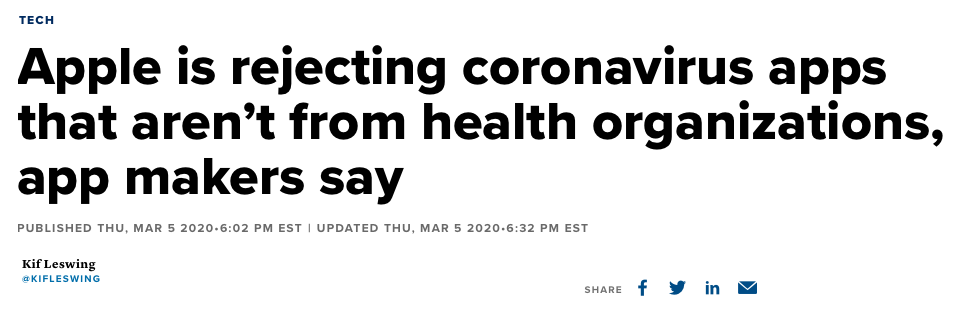 TECH
Apple is rejecting coronavirus apps
that aren’t from health organizations,
app makers say
PUBLISHED THU, MAR 5 2020•6:02 PM EST | UPDATED THU, MAR 5 2020•6:32 PM EST
Kif Leswing
@KIFLESWING
SHARE